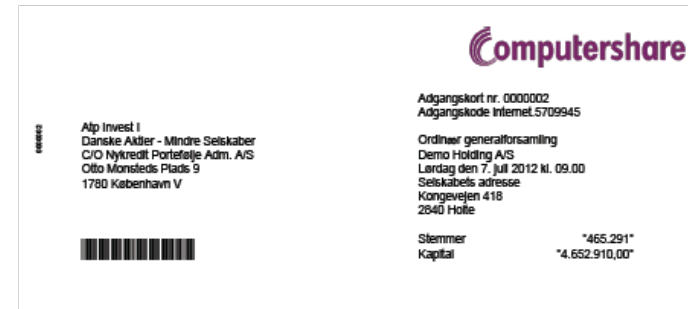 Computershare
Adgangskort nr. 0000002
Adgangskode Internet.5709945
0000002
Atp Invest I
Danske Aktier - Mindre Selskaber
C/O Nykredit Portefølje Adm. A/S
Otto Monsteds Plads 9
1780 København V
Ordinær generalforsamling
Demo Holding A/S
Lørdag den 7. juli 2012 kl. 09.00
Selskabets adresse
Kongevejen 418
2840 Holte
Stemmer "465.291"
Kapital "4.652.910,00"